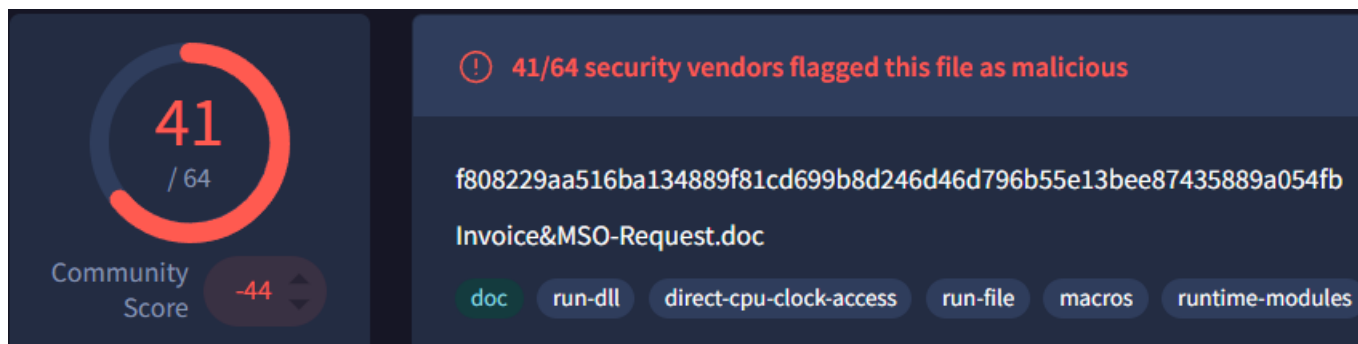 41
/ 64
Community
Score
-44
41/64 security vendors flagged this file as malicious
f808229aa516ba134889f81cd699b8d246d46d796b55e13bee87435889a054fb
Invoice&MSO-Request.doc
doc run-dll direct-cpu-clock-access run-file macros runtime-modules